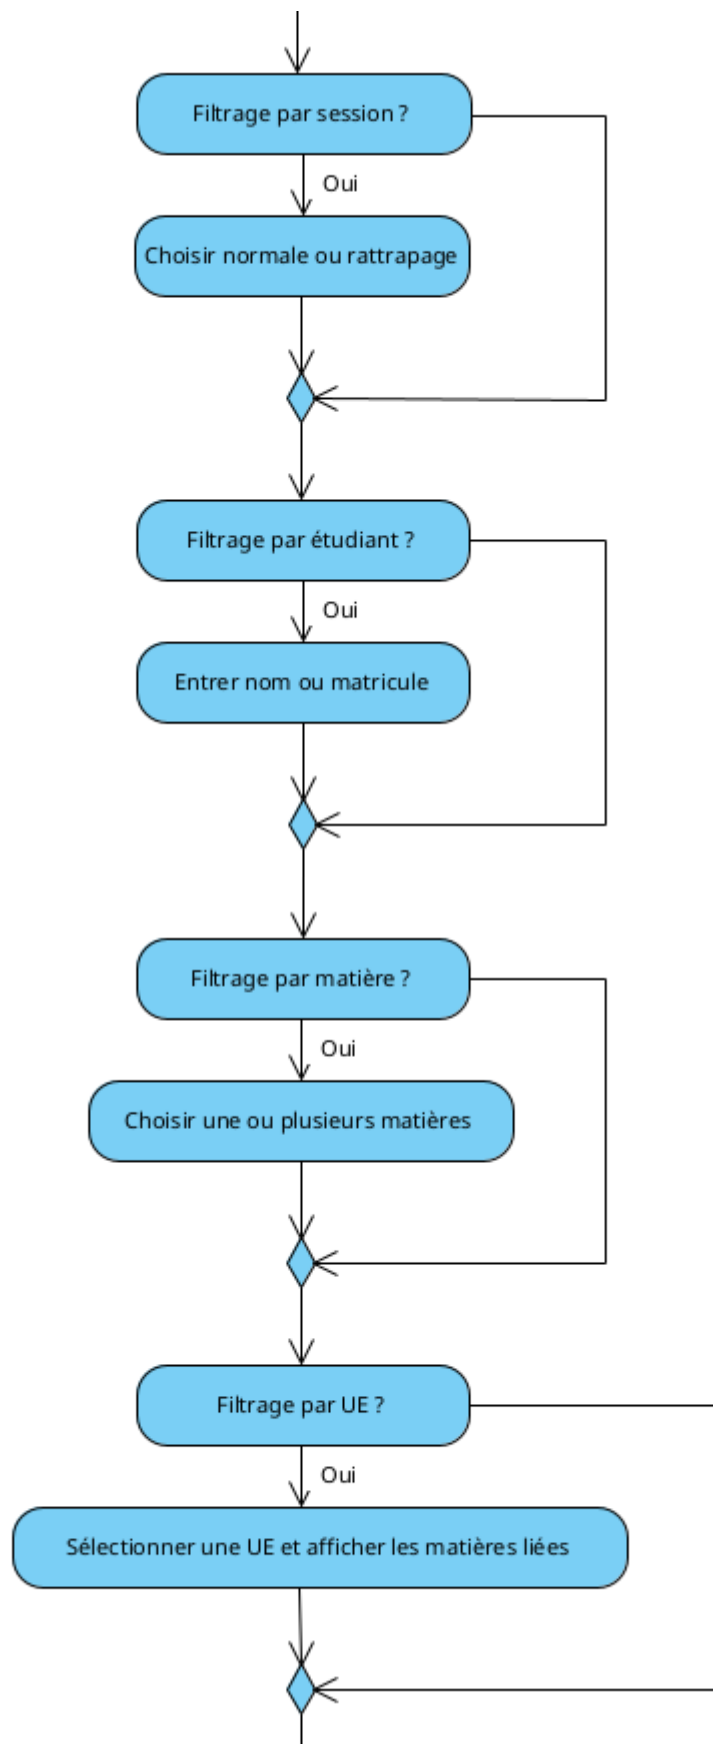 Filtrage par session ?
Oui
Choisir normale ou rattrapage
Filtrage par étudiant ?
Oui
Entrer nom ou matricule
Filtrage par matière ?
Oui
Choisir une ou plusieurs matières
Filtrage par UE ?
Oui
Sélectionner une UE et afficher les matières liées